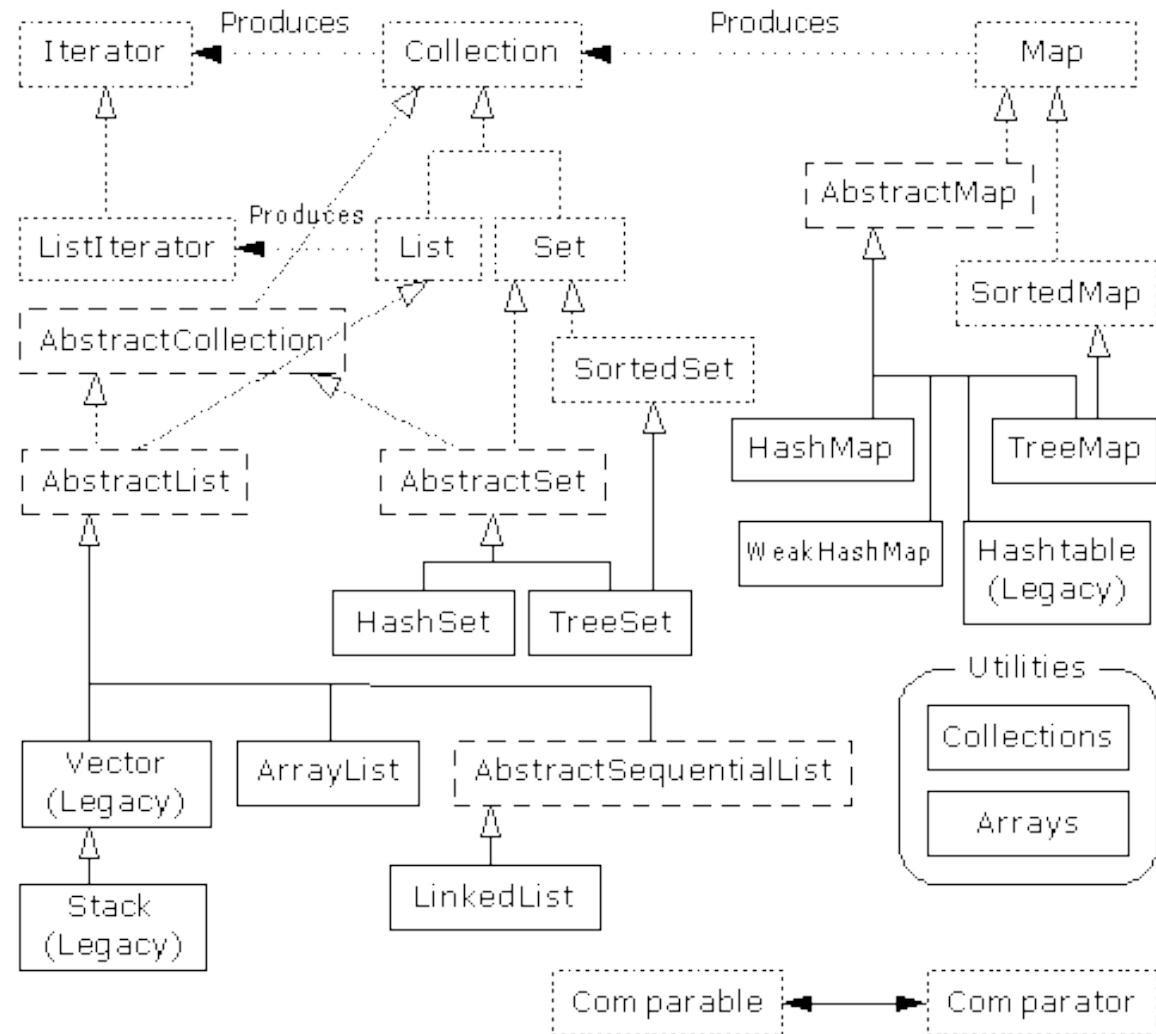 Produces
Produces
Iterator
Collection
Map
AbstractMap
Produces
ListIterator
List
Set
SortedMap
AbstractCollection
SortedSet
HashMap
TreeMap
AbstractList
AbstractSet
WeakHashMap
Hashtable
(Legacy)
HashSet
TreeSet
Utilities
Collections
Vector
(Legacy)
ArrayList
AbstractSequentialList
Arrays
LinkedList
Stack
(Legacy)
Comparable
Comparator